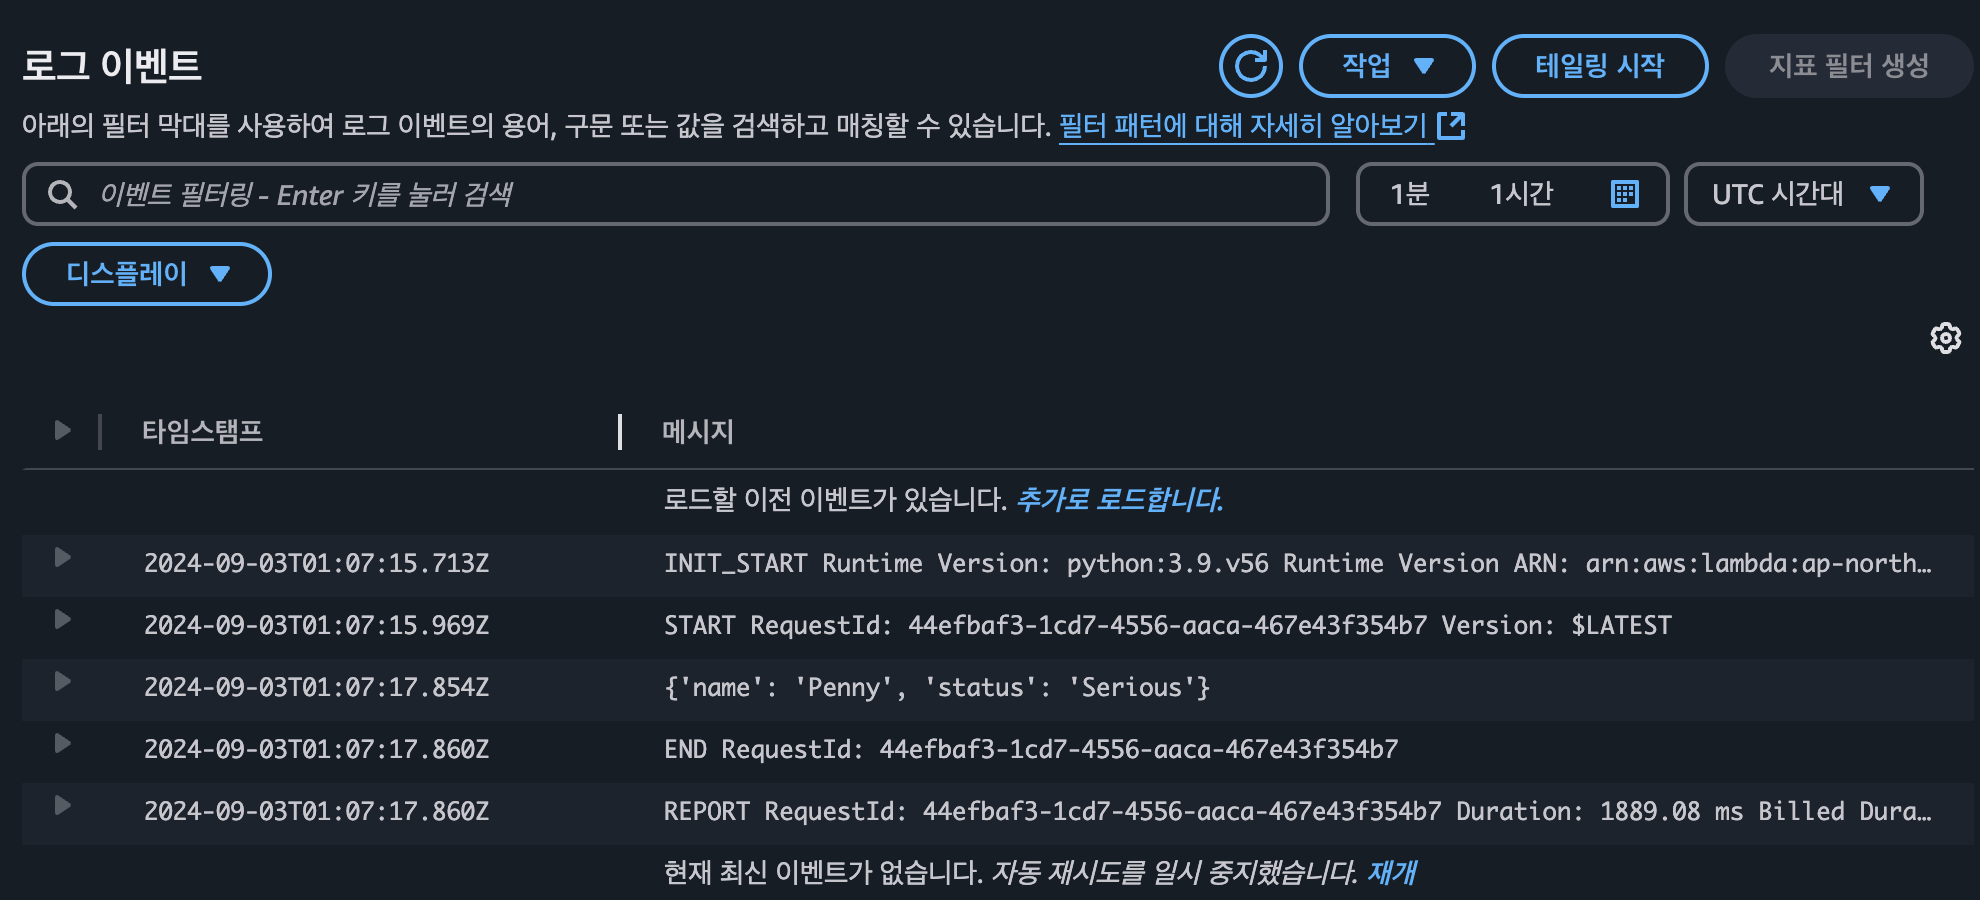 로그 이벤트
작업
테일링 시작
지표 필터 생성
아래의 필터 막대를 사용하여 로그 이벤트의 용어, 구문 또는 값을 검색하고 매칭할 수 있습니다. 필터 패턴에 대해 자세히 알아보기
이벤트 필터링 - Enter 키를 눌러 검색
1분 1시간
UTC 시간대
디스플레이
타임스탬프 메시지
로드할 이전 이벤트가 있습니다. 추가로 로드합니다.
2024-09-03T01:07:15.713Z INIT_START Runtime Version: python:3.9.v56 Runtime Version ARN: arn:aws:lambda:ap-north…
2024-09-03T01:07:15.969Z START RequestId: 44efbaf3-1cd7-4556-aaca-467e43f354b7 Version: $LATEST
2024-09-03T01:07:17.854Z {'name': 'Penny', 'status': 'Serious'}
2024-09-03T01:07:17.860Z END RequestId: 44efbaf3-1cd7-4556-aaca-467e43f354b7
2024-09-03T01:07:17.860Z REPORT RequestId: 44efbaf3-1cd7-4556-aaca-467e43f354b7 Duration: 1889.08 ms Billed Dura…
현재 최신 이벤트가 없습니다. 자동 재시도를 일시 중지했습니다. 재개